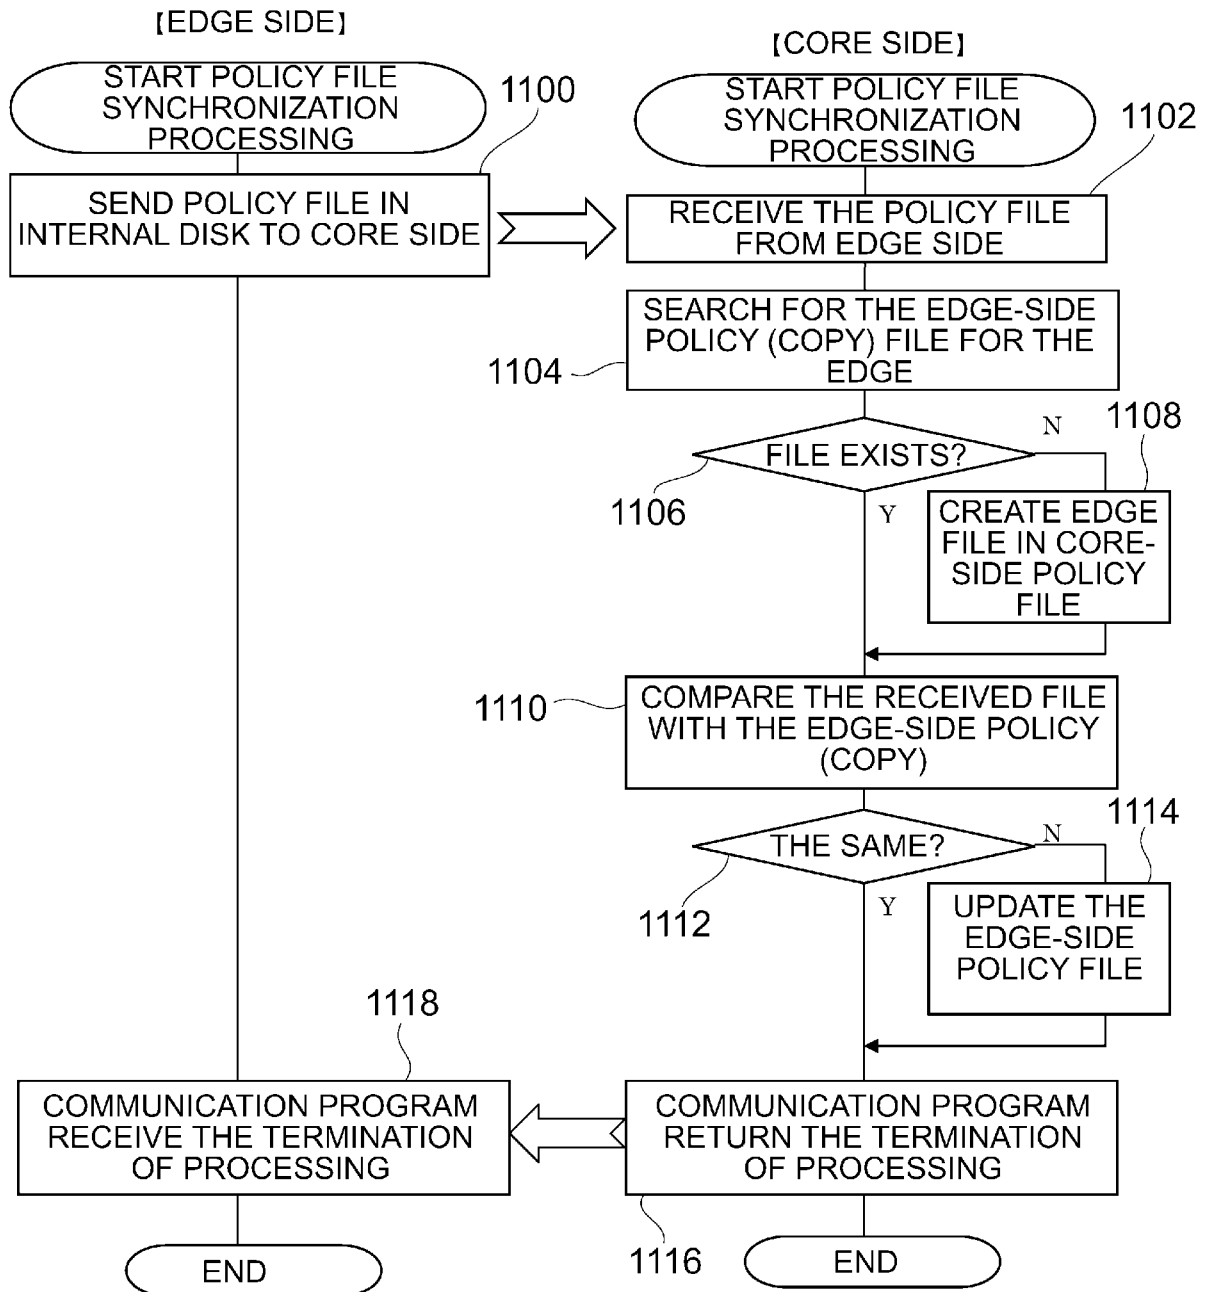 【EDGE SIDE】
START POLICY FILE
SYNCHRONIZATION
PROCESSING
1100
SEND POLICY FILE IN
INTERNAL DISK TO CORE SIDE
【CORE SIDE】
START POLICY FILE
SYNCHRONIZATION
PROCESSING
1102
RECEIVE THE POLICY FILE
FROM EDGE SIDE
SEARCH FOR THE EDGE-SIDE
POLICY (COPY) FILE FOR THE
EDGE
1104
FILE EXISTS?
N
1108
1106
Y
CREATE EDGE
FILE IN CORE-
SIDE POLICY
FILE
1110
COMPARE THE RECEIVED FILE
WITH THE EDGE-SIDE POLICY
(COPY)
THE SAME?
N
1114
1112
Y
UPDATE THE
EDGE-SIDE
POLICY FILE
1118
COMMUNICATION PROGRAM
RECEIVE THE TERMINATION
OF PROCESSING
COMMUNICATION PROGRAM
RETURN THE TERMINATION
OF PROCESSING
1116
END
END